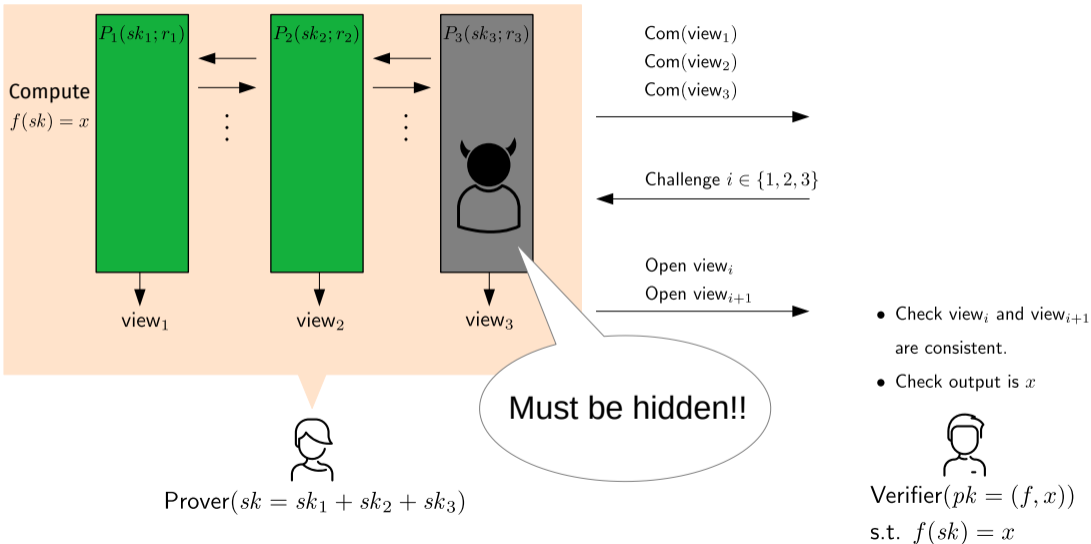 P₁(sk₁; r₁)
P₂(sk₂; r₂)
P₃(sk₃; r₃)
Compute
f(sk) = x
⋮
⋮
view₁
view₂
view₃
Must be hidden!!
Prover(sk = sk₁ + sk₂ + sk₃)
Com(view₁)
Com(view₂)
Com(view₃)
Challenge i ∈ {1, 2, 3}
Open viewᵢ
Open viewᵢ₊₁
• Check viewᵢ and viewᵢ₊₁
are consistent.
• Check output is x
Verifier(pk = (f, x))
s.t. f(sk) = x